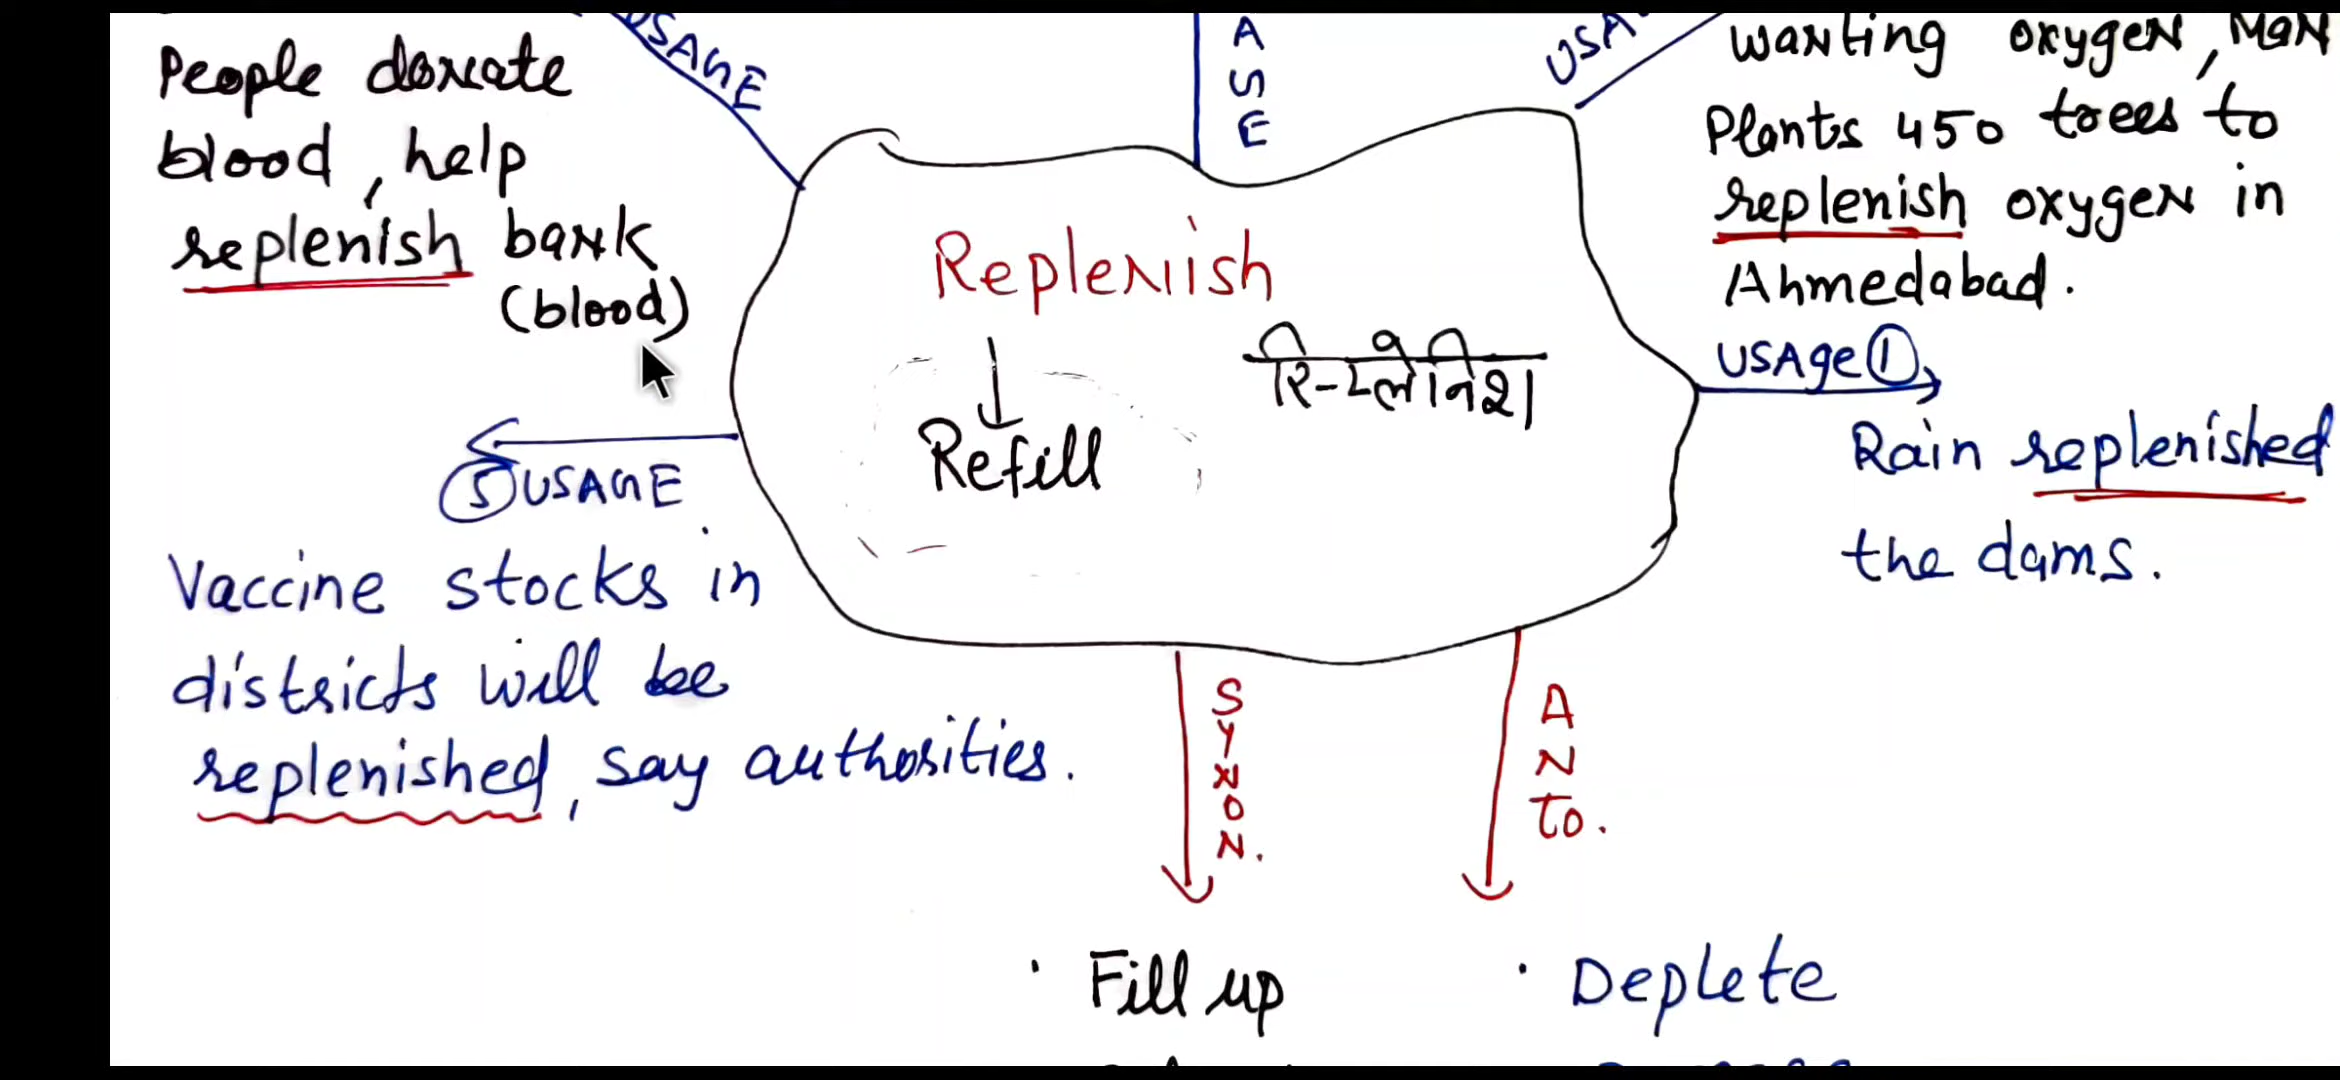 People donate
blood, help
replenish bank
(blood)
USAGE
A
S
E
wanting oxygen, Man
Plants 450 trees to
replenish oxygen in
Ahmedabad.
Replenish
रि-प्लेनिश
Refill
USAge ①
Rain replenished
the dams.
⑤ USAGE
Vaccine stocks in
districts will be
replenished, say authorities.
SYNON.
ANTO.
· Fill up
· Deplete